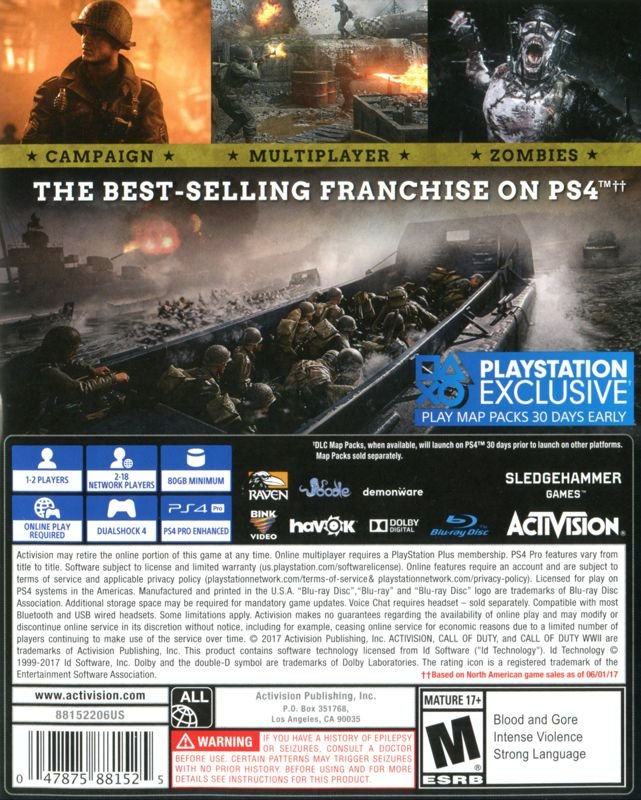 ★ CAMPAIGN ★ ★ MULTIPLAYER ★ ★ ZOMBIES ★
THE BEST-SELLING FRANCHISE ON PS4™††
PLAYSTATION
EXCLUSIVE†
PLAY MAP PACKS 30 DAYS EARLY
†DLC Map Packs, when available, will launch on PS4™ 30 days prior to launch on other platforms.
Map Packs sold separately.
1-2 PLAYERS
2-18
NETWORK PLAYERS
80GB MINIMUM
ONLINE PLAY
REQUIRED
DUALSHOCK 4
PS4 Pro
PS4 PRO ENHANCED
RAVEN
oodle
demonware
SLEDGEHAMMER
GAMES™
BINK
VIDEO
havok
DOLBY
DIGITAL
Blu-ray Disc™
ACTIVISION®
Activision may retire the online portion of this game at any time. Online multiplayer requires a PlayStation Plus membership. PS4 Pro features vary from
title to title. Software subject to license and limited warranty (us.playstation.com/softwarelicense). Online features require an account and are subject to
terms of service and applicable privacy policy (playstationnetwork.com/terms-of-service & playstationnetwork.com/privacy-policy). Licensed for play on
PS4 systems in the Americas. Manufactured and printed in the U.S.A. "Blu-ray Disc","Blu-ray" and "Blu-ray Disc" logo are trademarks of Blu-ray Disc
Association. Additional storage space may be required for mandatory game updates. Voice Chat requires headset – sold separately. Compatible with most
Bluetooth and USB wired headsets. Some limitations apply. Activision makes no guarantees regarding the availability of online play and may modify or
discontinue online service in its discretion without notice, including for example, ceasing online service for economic reasons due to a limited number of
players continuing to make use of the service over time. © 2017 Activision Publishing, Inc. ACTIVISION, CALL OF DUTY, and CALL OF DUTY WWII are
trademarks of Activision Publishing, Inc. This product contains software technology licensed from Id Software ("Id Technology"). Id Technology ©
1999-2017 Id Software, Inc. Dolby and the double-D symbol are trademarks of Dolby Laboratories. The rating icon is a registered trademark of the
Entertainment Software Association.
††Based on North American game sales as of 06/01/17
www.activision.com
88152206US
0 47875 88152 5
ALL
Activision Publishing, Inc.
P.O. Box 351768,
Los Angeles, CA 90035
WARNING IF YOU HAVE A HISTORY OF EPILEPSY
OR SEIZURES, CONSULT A DOCTOR
BEFORE USE. CERTAIN PATTERNS MAY TRIGGER SEIZURES
WITH NO PRIOR HISTORY. BEFORE USING AND FOR MORE
DETAILS SEE INSTRUCTIONS FOR THIS PRODUCT.
MATURE 17+
M
ESRB
Blood and Gore
Intense Violence
Strong Language